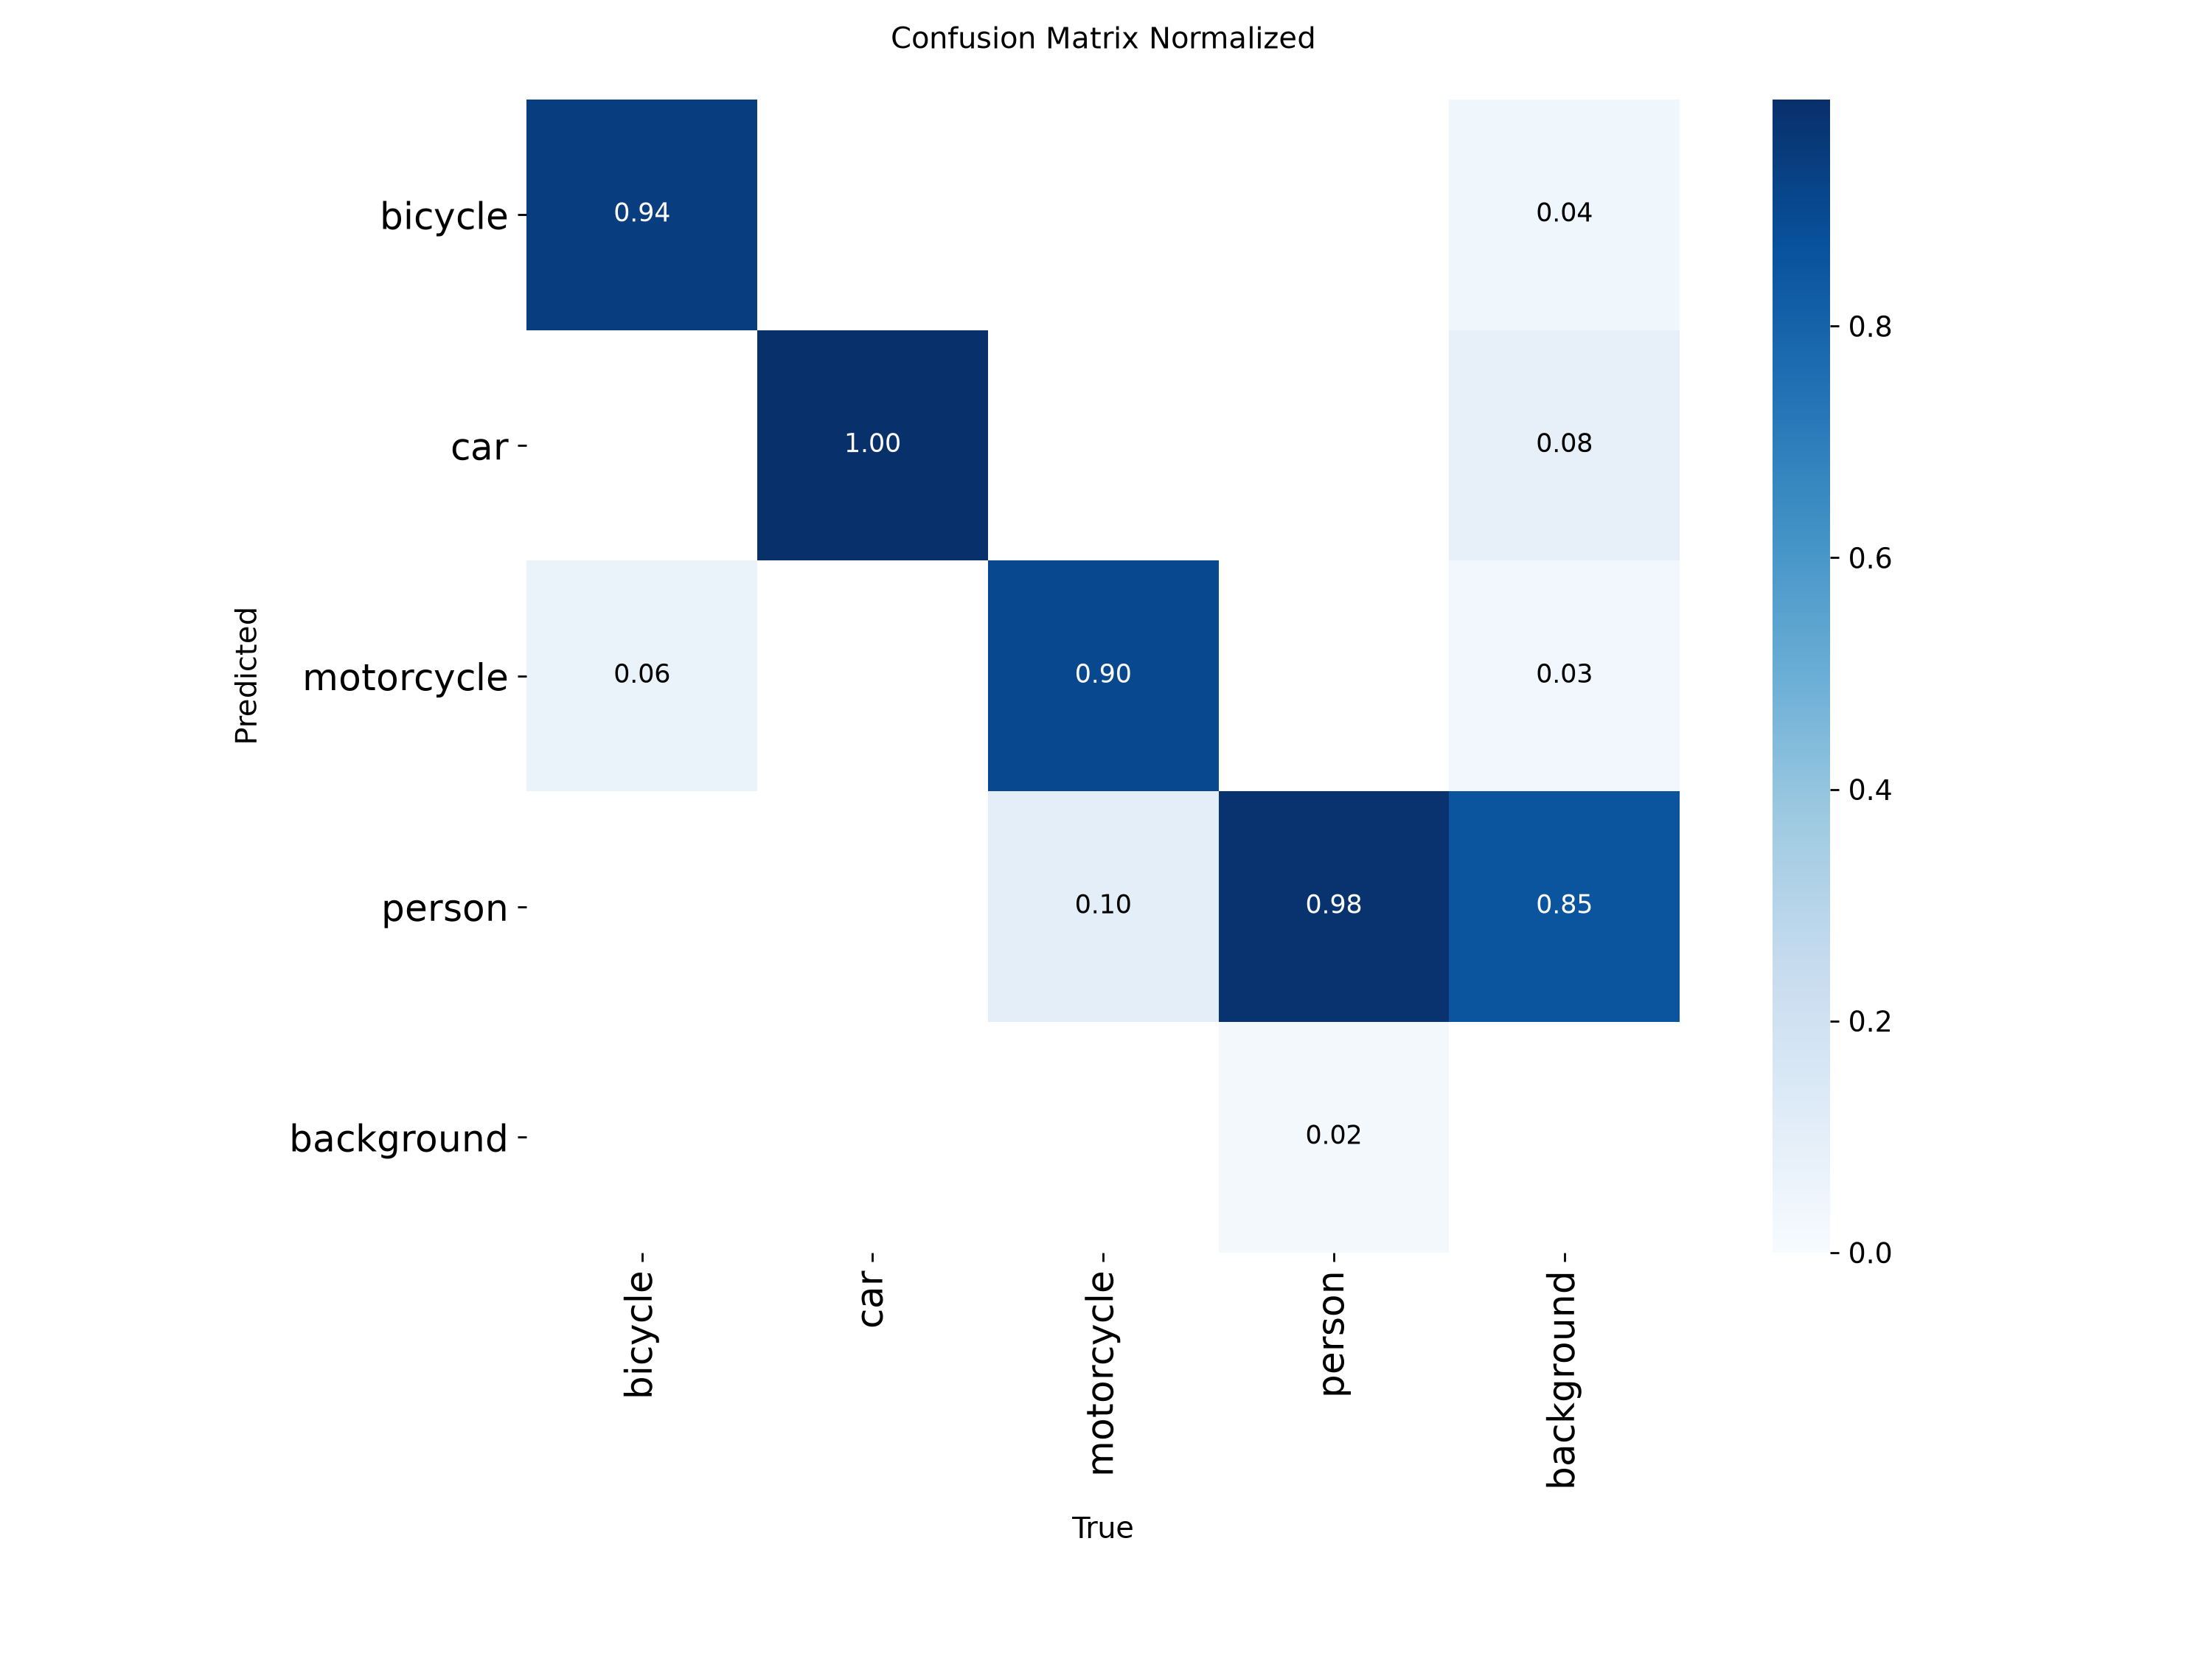 Confusion Matrix Normalized
bicycle
0.94
0.04
car
1.00
0.08
motorcycle
0.06
0.90
0.03
person
0.10
0.98
0.85
background
0.02
Predicted
bicycle
car
motorcycle
person
background
True
0.8
0.6
0.4
0.2
0.0